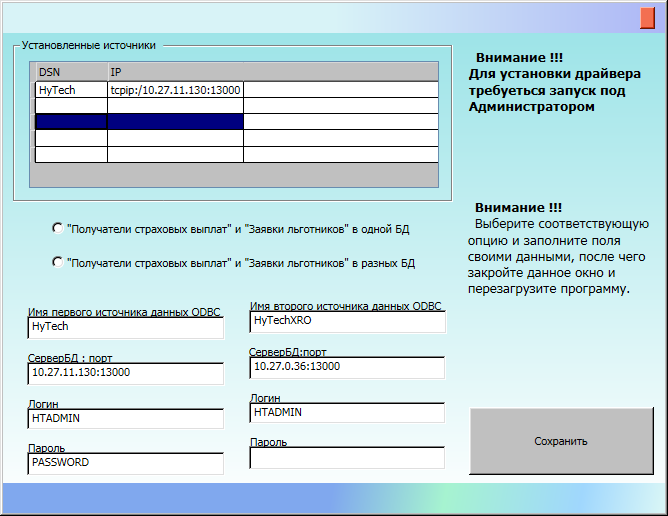 Установленные источники
DSN IP
HyTech tcpip:/10.27.11.130:13000
Внимание !!!
Для установки драйвера
требуеться запуск под
Администратором
"Получатели страховых выплат" и "Заявки льготников" в одной БД
"Получатели страховых выплат" и "Заявки льготников" в разных БД
Внимание !!!
Выберите соответствующую
опцию и заполните поля
своими данными, после чего
закройте данное окно и
перезагрузите программу.
Имя первого источника данных ODBC
HyTech
СерверБД : порт
10.27.11.130:13000
Логин
HTADMIN
Пароль
PASSWORD
Имя второго источника данных ODBC
HyTechXRO
СерверБД:порт
10.27.0.36:13000
Логин
HTADMIN
Пароль
Сохранить